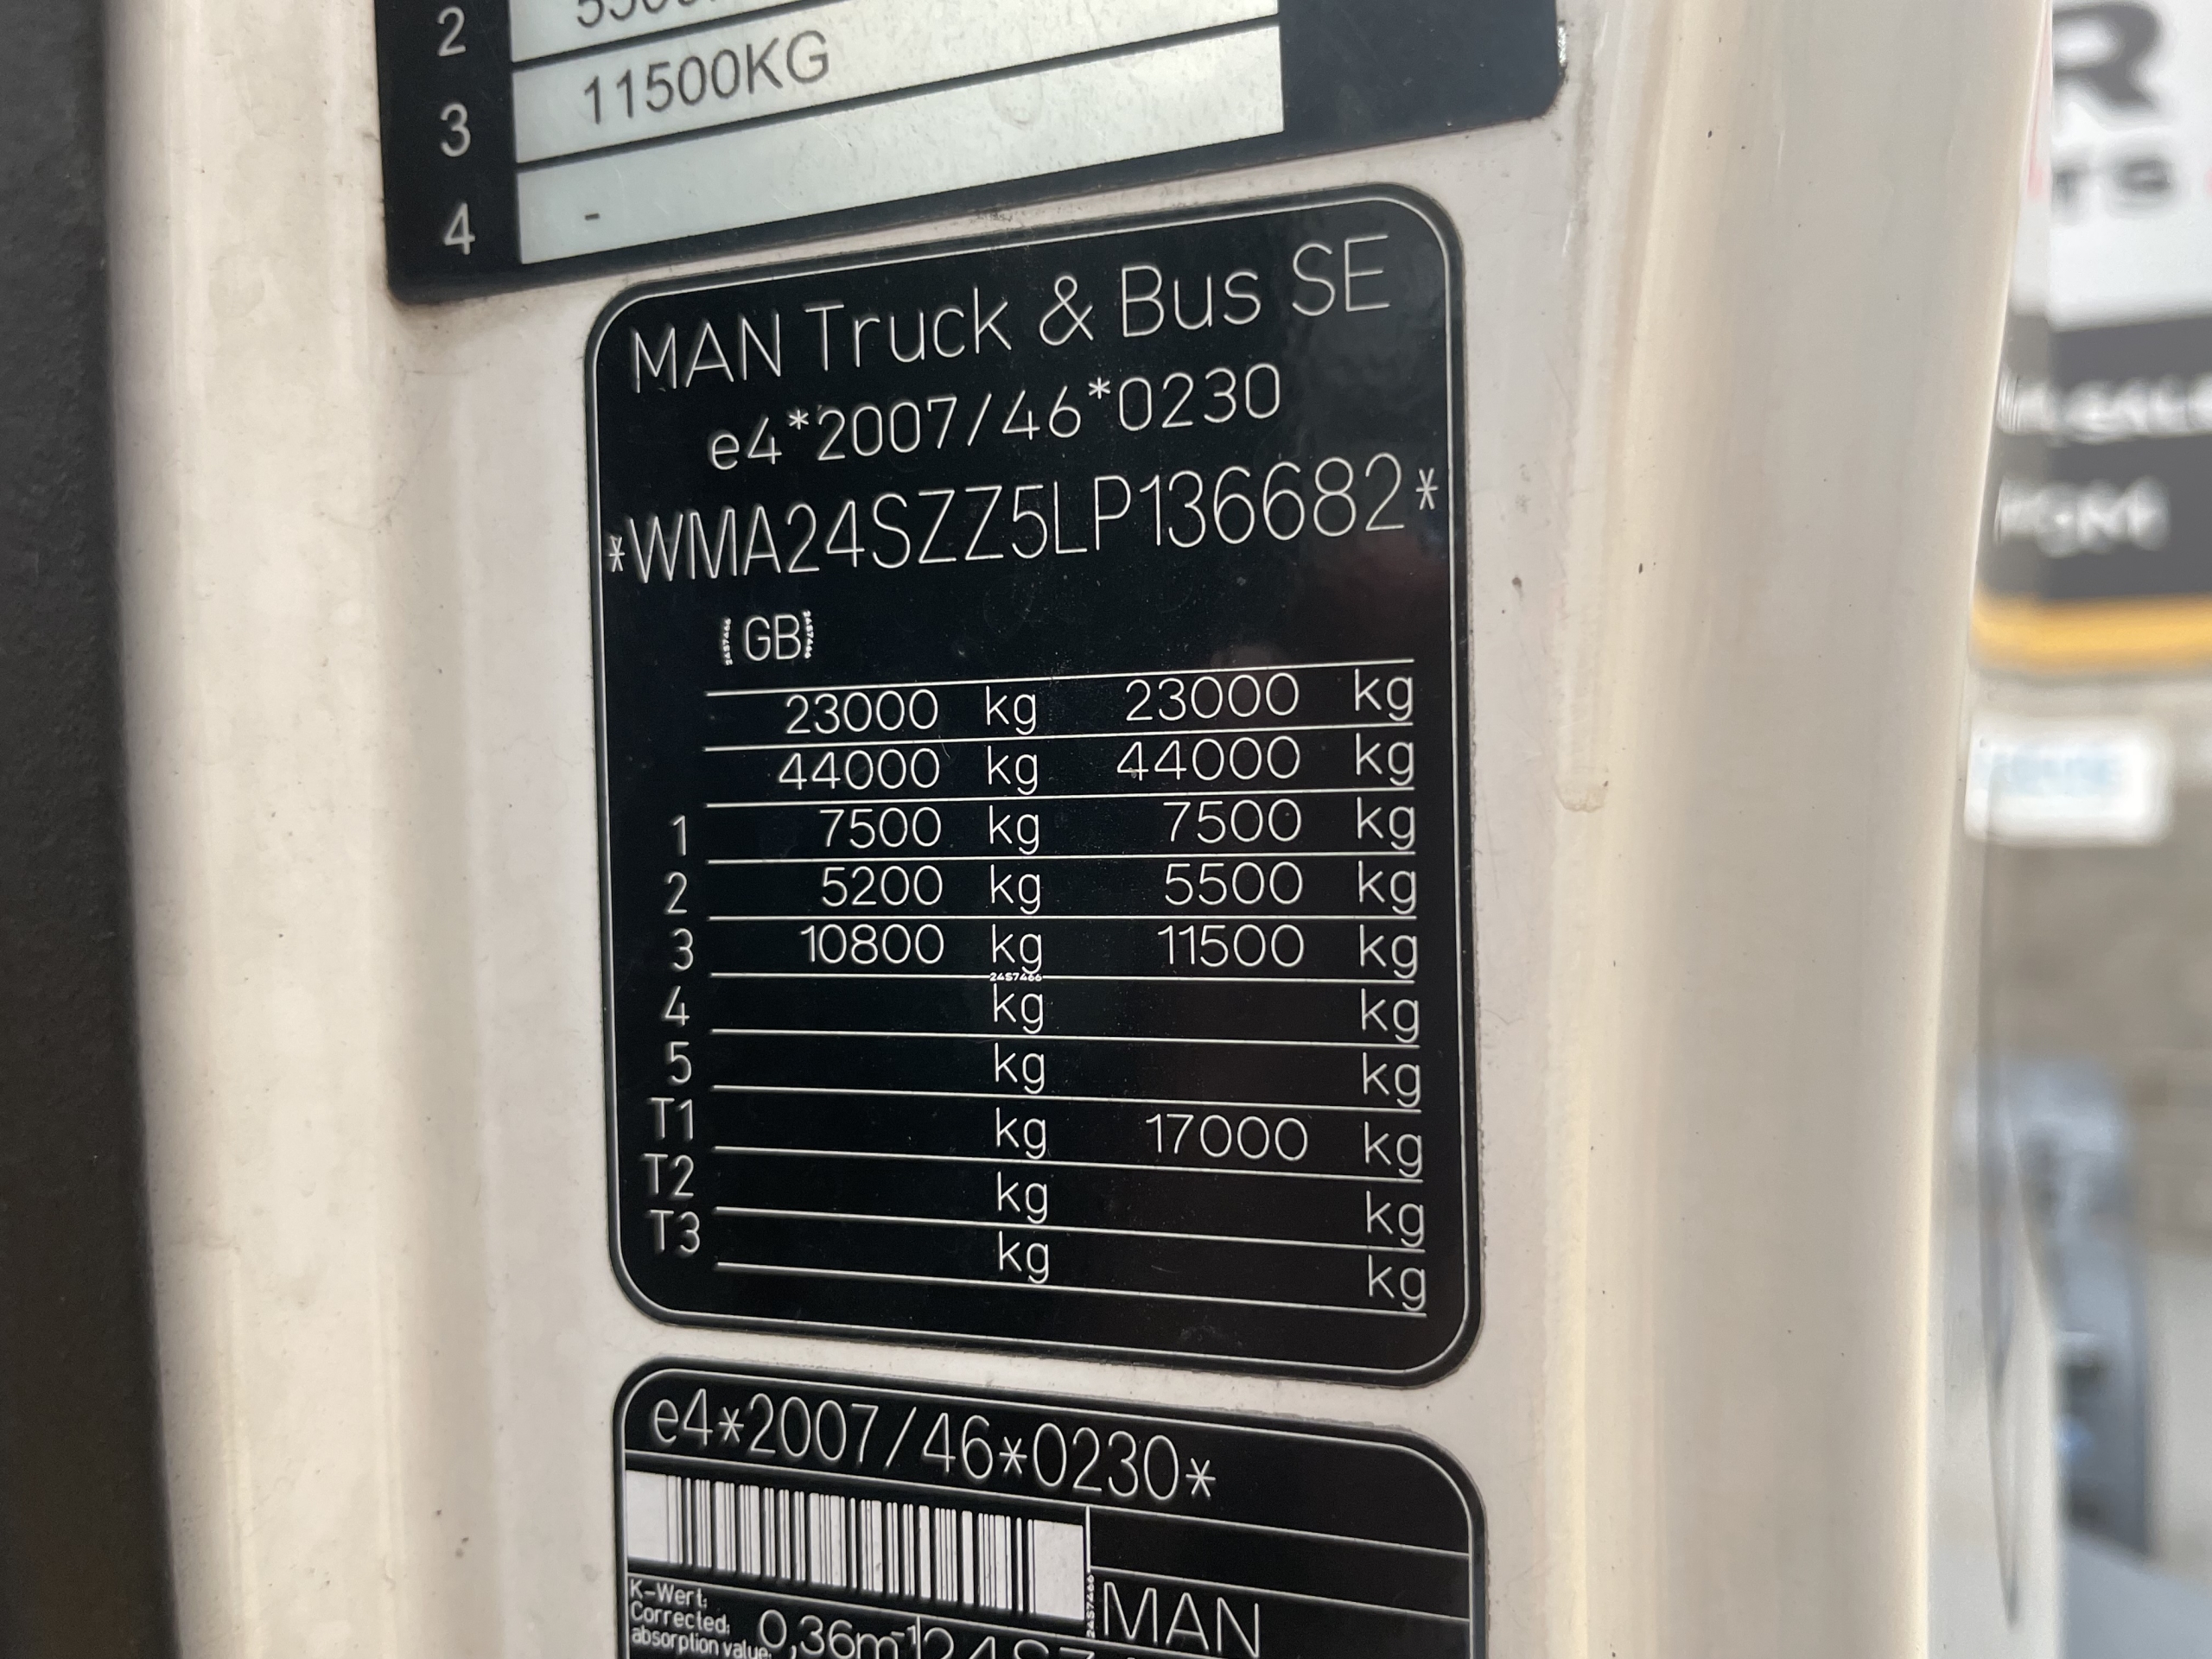 2
3 11500KG
4 -
MAN Truck & Bus SE
e4*2007/46*0230
*WMA24SZZ5LP136682*
GB
23000 kg 23000 kg
44000 kg 44000 kg
1 7500 kg 7500 kg
2 5200 kg 5500 kg
3 10800 kg 11500 kg
24S7466
4 kg kg
5 kg kg
T1 kg 17000 kg
T2 kg kg
T3 kg kg
e4*2007/46*0230*
K-Wert:
Corrected:
absorption value:
0,36m-1
MAN
R